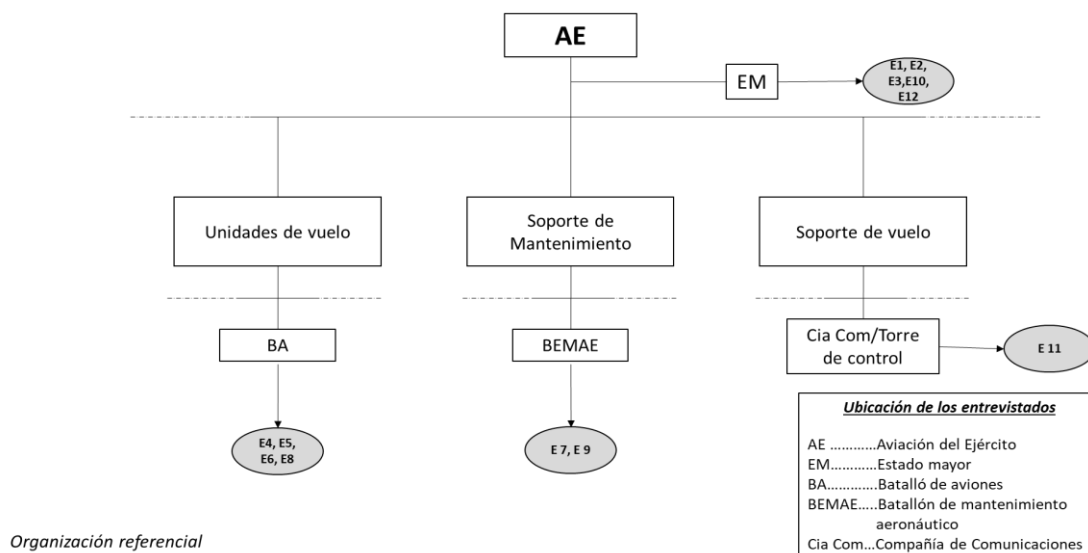 AE
EM
E1, E2,
E3,E10,
E12
Unidades de vuelo
Soporte de
Mantenimiento
Soporte de vuelo
BA
BEMAE
Cia Com/Torre
de control
E 11
E4, E5,
E6, E8
E 7, E 9
Ubicación de los entrevistados
AE …………Aviación del Ejército
EM…………Estado mayor
BA………….Batalló de aviones
BEMAE…..Batallón de mantenimiento
aeronáutico
Cia Com…Compañía de Comunicaciones
Organización referencial